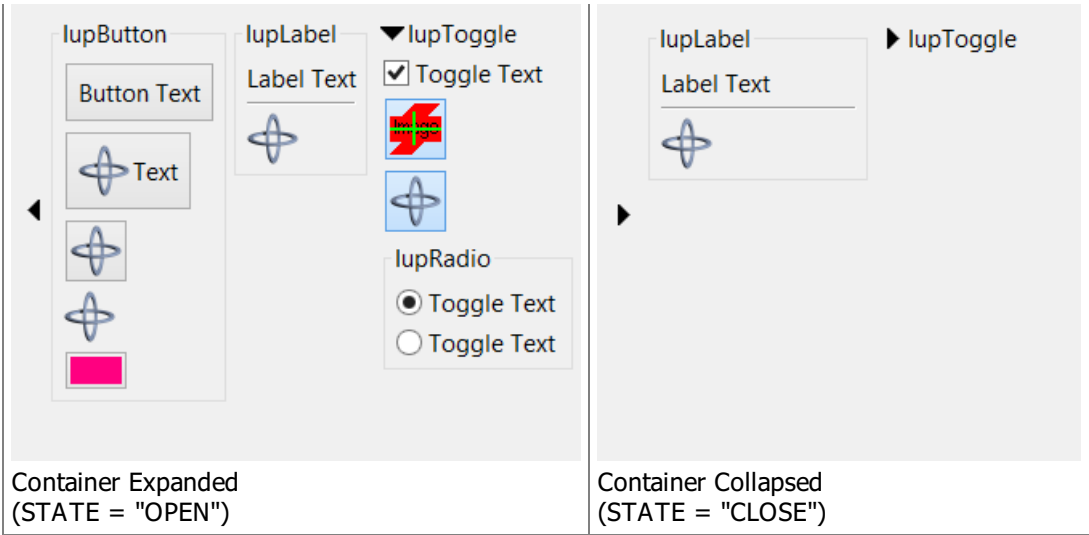 IupButton
Button Text
Text
IupLabel
Label Text
IupToggle
Toggle Text
Image
IupRadio
Toggle Text
Toggle Text
Container Expanded
(STATE = "OPEN")
IupLabel
Label Text
IupToggle
Container Collapsed
(STATE = "CLOSE")